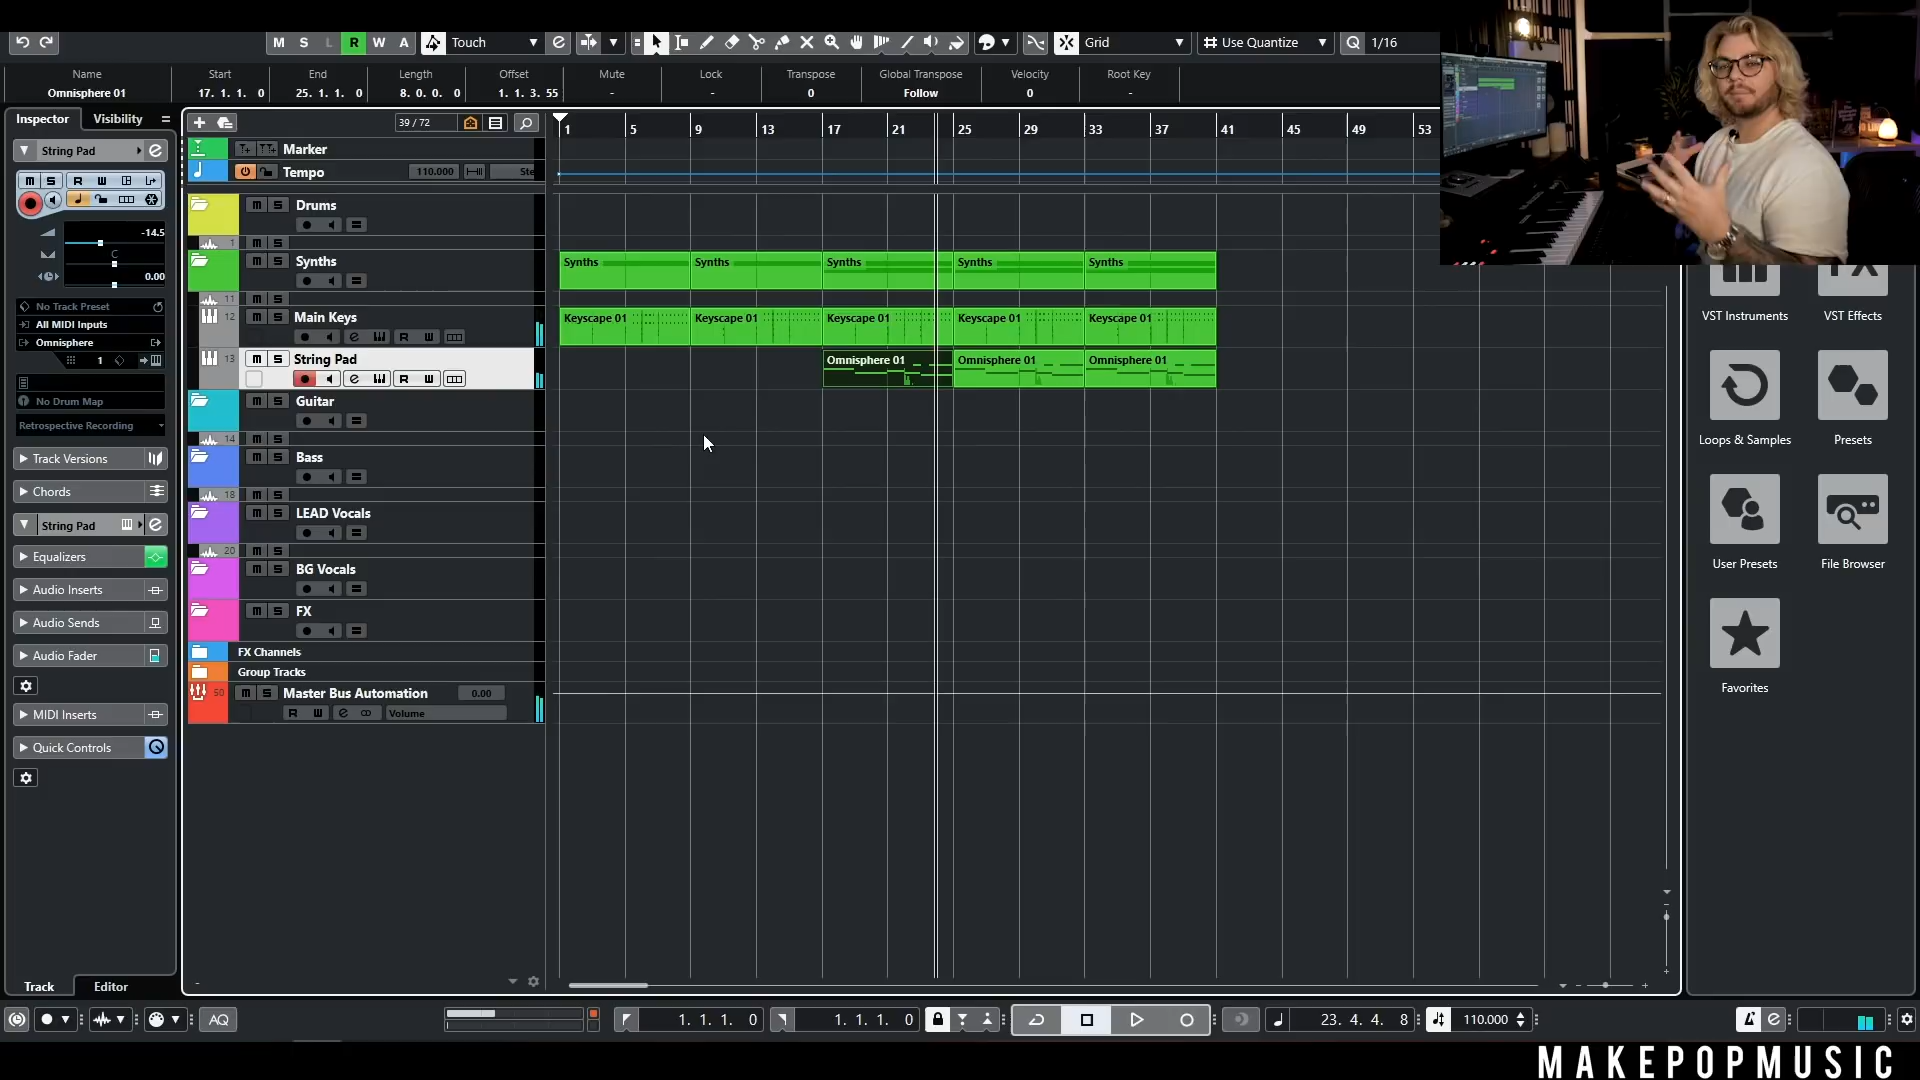 M S L R W A Touch Grid Use Quantize 1/16
Name Start End Length Offset Mute Lock Transpose Global Transpose Velocity Root Key
Omnisphere 01 17. 1. 1. 0 25. 1. 1. 0 8. 0. 0. 0 1. 1. 3. 55 - - 0 Follow 0 -
Inspector Visibility
39 / 72
1 5 9 13 17 21 25 29 33 37 41 45 49 53
String Pad
Marker
Tempo 110.000 Ste
M S R W
-14.5
C
0.00
No Track Preset
All MIDI Inputs
Omnisphere
1
No Drum Map
Retrospective Recording
Track Versions
Chords
String Pad
Equalizers
Audio Inserts
Audio Sends
Audio Fader
MIDI Inserts
Quick Controls
Track Editor
M S Drums
1 M S
M S Synths
11 M S
12 M S Main Keys
R W
13 M S String Pad
R W
M S Guitar
14 M S
M S Bass
18 M S
M S LEAD Vocals
20 M S
M S BG Vocals
M S FX
FX Channels
Group Tracks
50 M S Master Bus Automation 0.00
R W Volume
Synths Synths Synths Synths Synths
Keyscape 01 Keyscape 01 Keyscape 01 Keyscape 01 Keyscape 01
Omnisphere 01 Omnisphere 01 Omnisphere 01
VST Instruments VST Effects
Loops & Samples Presets
User Presets File Browser
Favorites
AQ 1. 1. 1. 0 1. 1. 1. 0 23. 4. 4. 8 110.000
MAKEPOPMUSIC